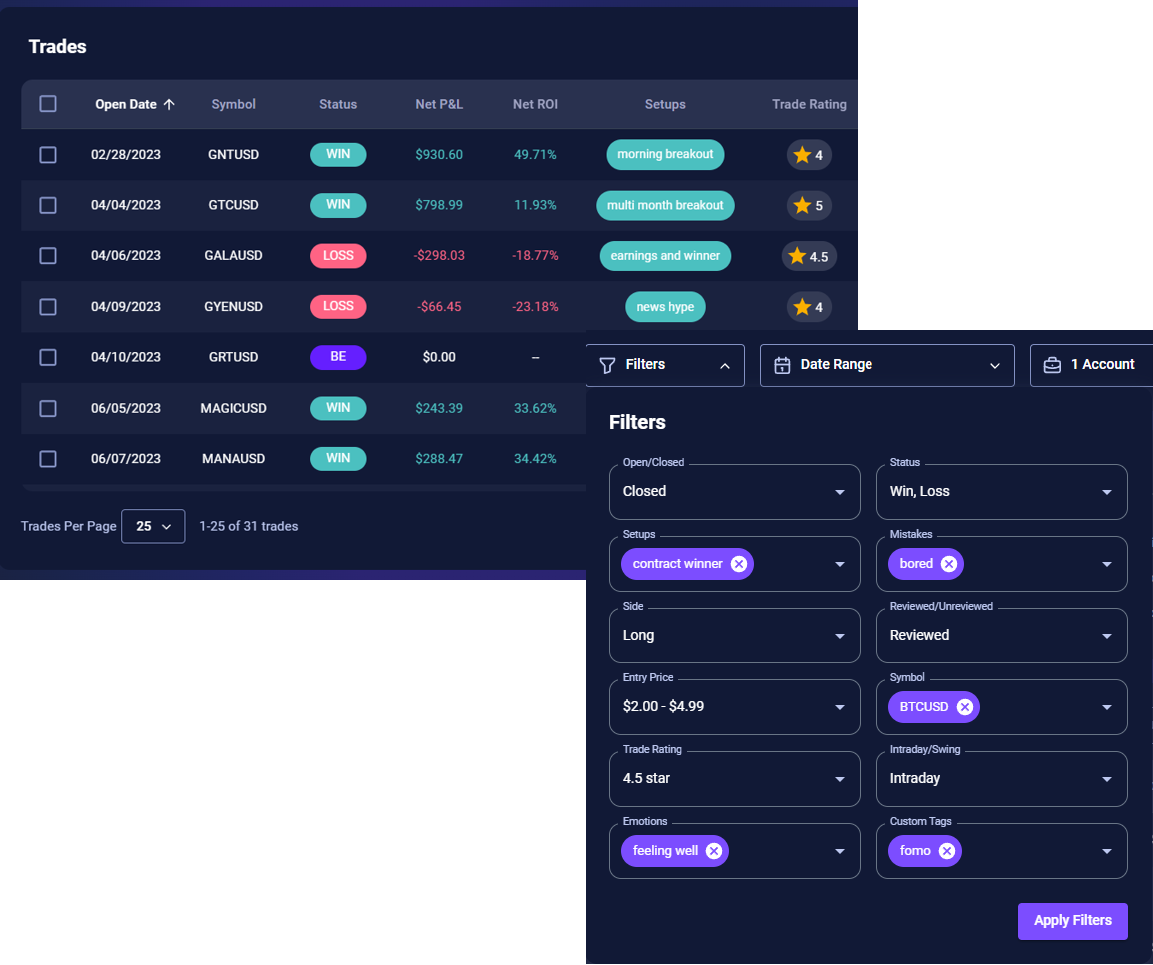 Trades
Open Date Symbol Status Net P&L Net ROI Setups Trade Rating
02/28/2023 GNTUSD WIN $930.60 49.71% morning breakout 4
04/04/2023 GTCUSD WIN $798.99 11.93% multi month breakout 5
04/06/2023 GALAUSD LOSS -$298.03 -18.77% earnings and winner 4.5
04/09/2023 GYENUSD LOSS -$66.45 -23.18% news hype 4
04/10/2023 GRTUSD BE $0.00 --
06/05/2023 MAGICUSD WIN $243.39 33.62%
06/07/2023 MANAUSD WIN $288.47 34.42%
Trades Per Page 25 1-25 of 31 trades
Filters Date Range 1 Account
Filters
Open/Closed Status
Closed Win, Loss
Setups Mistakes
contract winner bored
Side Reviewed/Unreviewed
Long Reviewed
Entry Price Symbol
$2.00 - $4.99 BTCUSD
Trade Rating Intraday/Swing
4.5 star Intraday
Emotions Custom Tags
feeling well fomo
Apply Filters